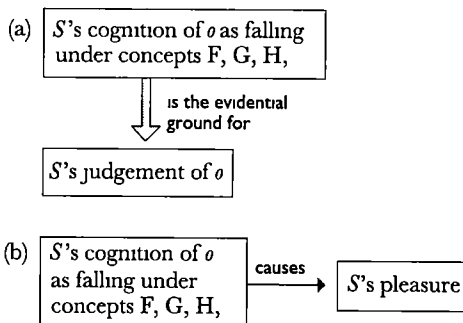 (a) S's cognition of o as falling
under concepts F, G, H,
is the evidential
ground for
S's judgement of o
(b) S's cognition of o
as falling under
concepts F, G, H,
causes
S's pleasure